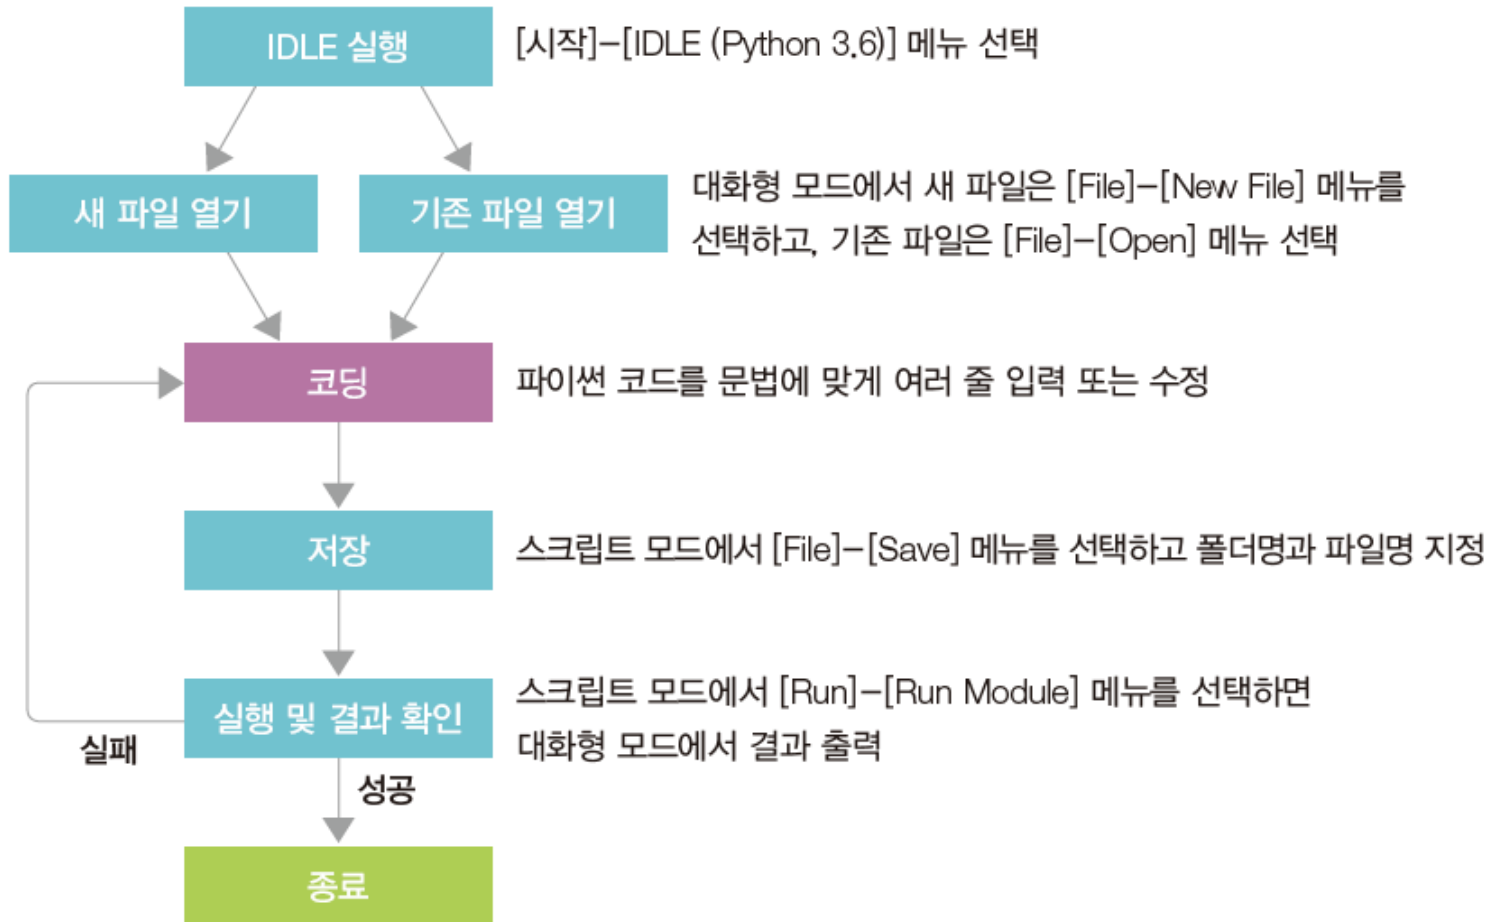 IDLE 실행
[시작]-[IDLE (Python 3.6)] 메뉴 선택
새 파일 열기
기존 파일 열기
대화형 모드에서 새 파일은 [File]-[New File] 메뉴를
선택하고, 기존 파일은 [File]-[Open] 메뉴 선택
코딩
파이썬 코드를 문법에 맞게 여러 줄 입력 또는 수정
저장
스크립트 모드에서 [File]-[Save] 메뉴를 선택하고 폴더명과 파일명 지정
실행 및 결과 확인
스크립트 모드에서 [Run]-[Run Module] 메뉴를 선택하면
대화형 모드에서 결과 출력
실패
성공
종료